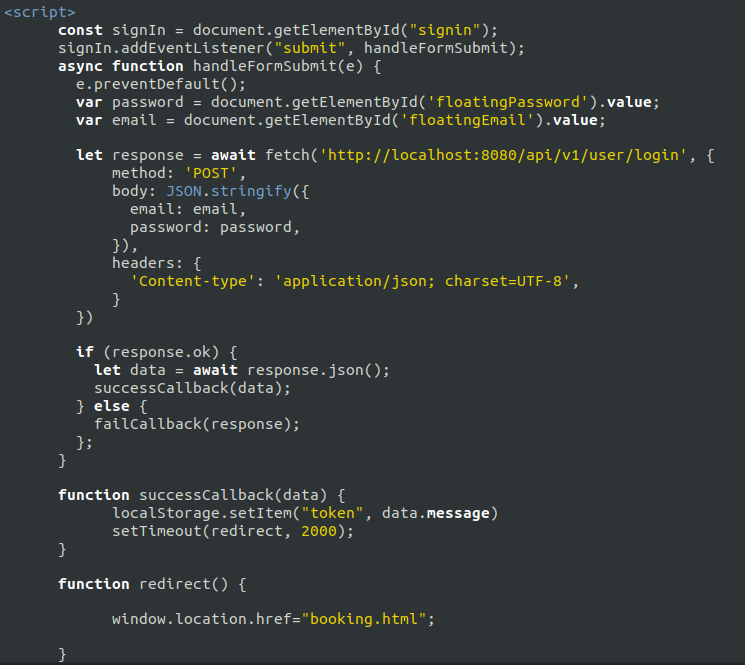 <script>
const signIn = document.getElementById("signin");
signIn.addEventListener("submit", handleFormSubmit);
async function handleFormSubmit(e) {
e.preventDefault();
var password = document.getElementById('floatingPassword').value;
var email = document.getElementById('floatingEmail').value;
let response = await fetch('http://localhost:8080/api/v1/user/login', {
method: 'POST',
body: JSON.stringify({
email: email,
password: password,
}),
headers: {
'Content-type': 'application/json; charset=UTF-8',
}
})
if (response.ok) {
let data = await response.json();
successCallback(data);
} else {
failCallback(response);
};
}
function successCallback(data) {
localStorage.setItem("token", data.message)
setTimeout(redirect, 2000);
}
function redirect() {
window.location.href="booking.html";
}